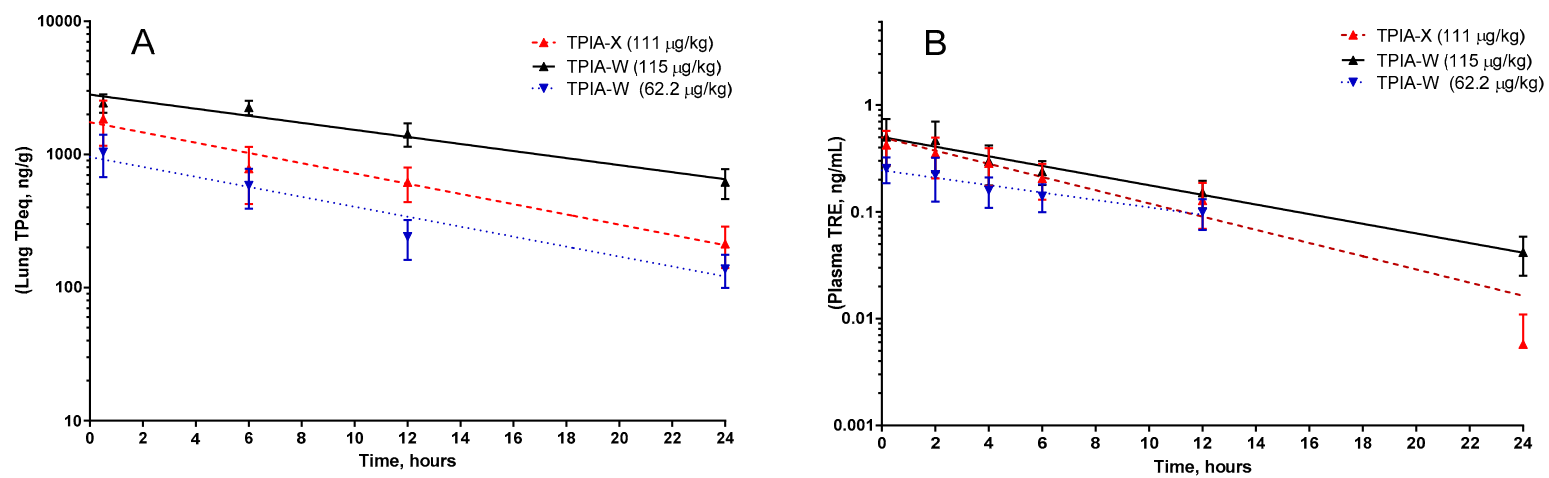 A
TPIA-X (111 μg/kg)
TPIA-W (115 μg/kg)
TPIA-W (62.2 μg/kg)
(Lung TPeq, ng/g)
10000
1000
100
10
0 2 4 6 8 10 12 14 16 18 20 22 24
Time, hours
B
TPIA-X (111 μg/kg)
TPIA-W (115 μg/kg)
TPIA-W (62.2 μg/kg)
(Plasma TRE, ng/mL)
1
0.1
0.01
0.001
0 2 4 6 8 10 12 14 16 18 20 22 24
Time, hours